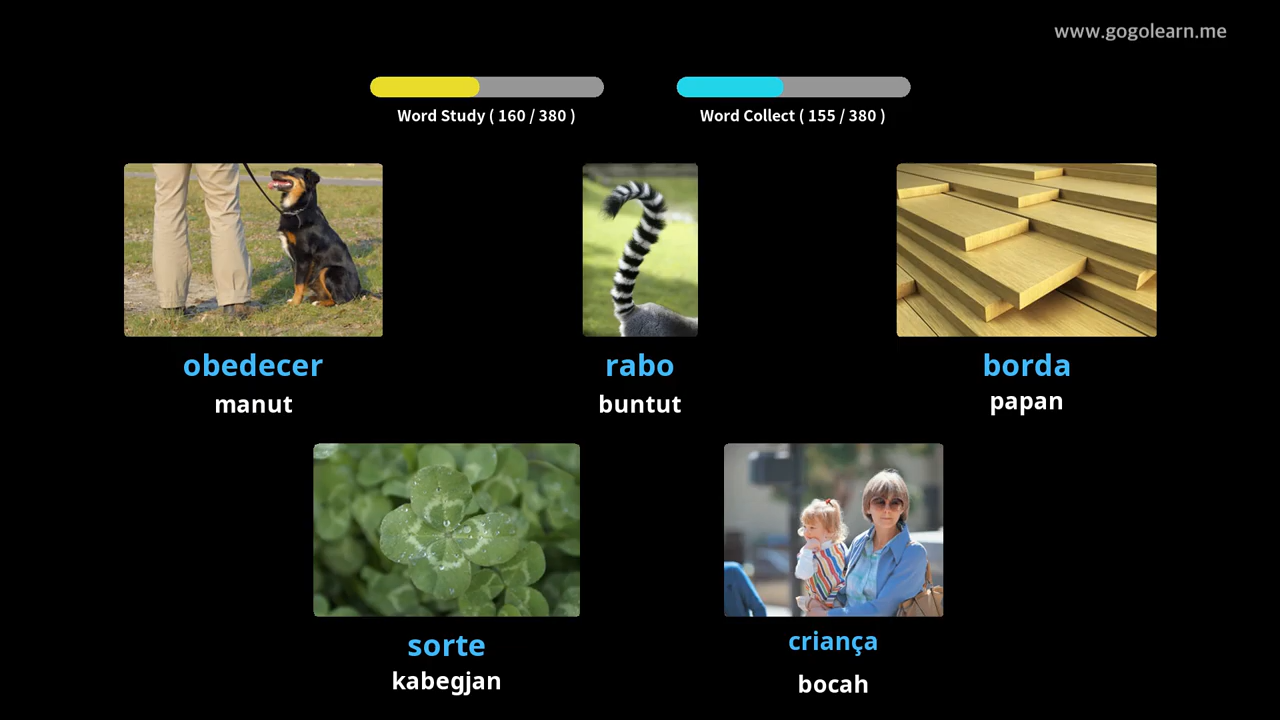 www.gogolearn.me
Word Study ( 160 / 380 )
Word Collect ( 155 / 380 )
obedecer
manut
rabo
buntut
borda
papan
sorte
kabegjan
criança
bocah